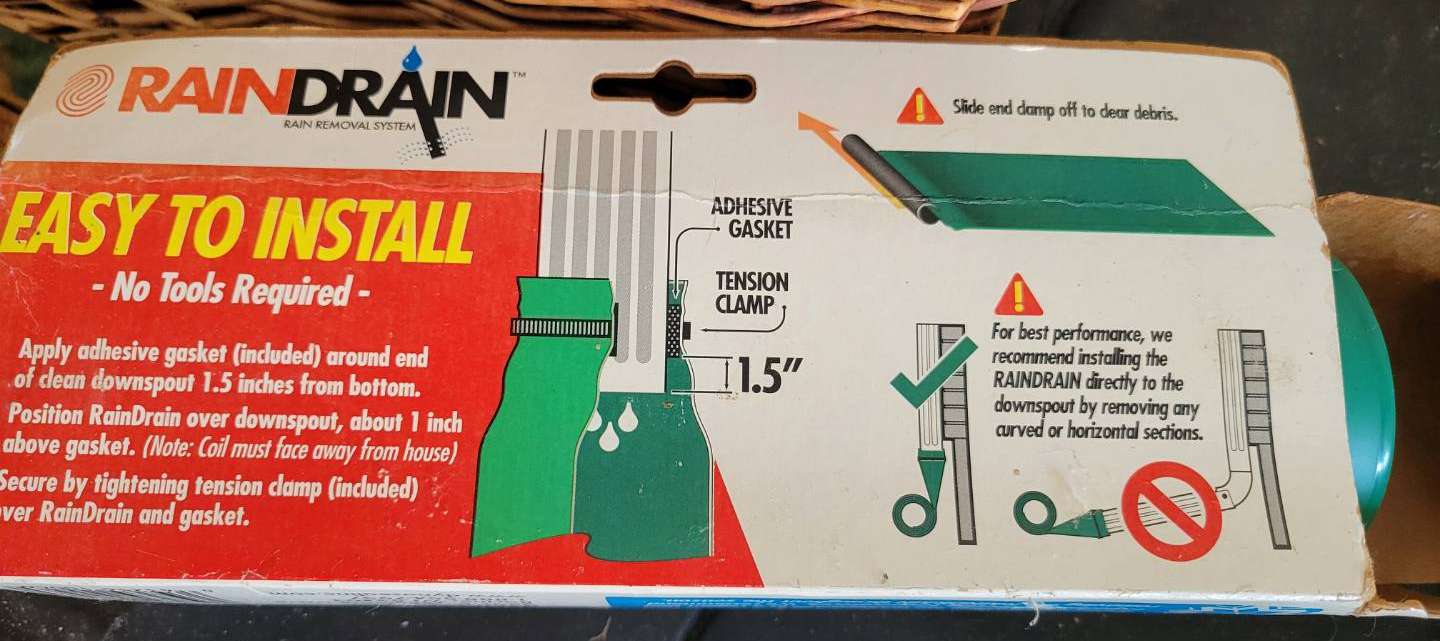 RAINDRAIN™
RAIN REMOVAL SYSTEM
EASY TO INSTALL
- No Tools Required -
Apply adhesive gasket (included) around end
of clean downspout 1.5 inches from bottom.
Position RainDrain over downspout, about 1 inch
above gasket. (Note: Coil must face away from house)
Secure by tightening tension clamp (included)
ver RainDrain and gasket.
ADHESIVE
GASKET
TENSION
CLAMP
1.5"
Slide end clamp off to clear debris.
For best performance, we
recommend installing the
RAINDRAIN directly to the
downspout by removing any
curved or horizontal sections.